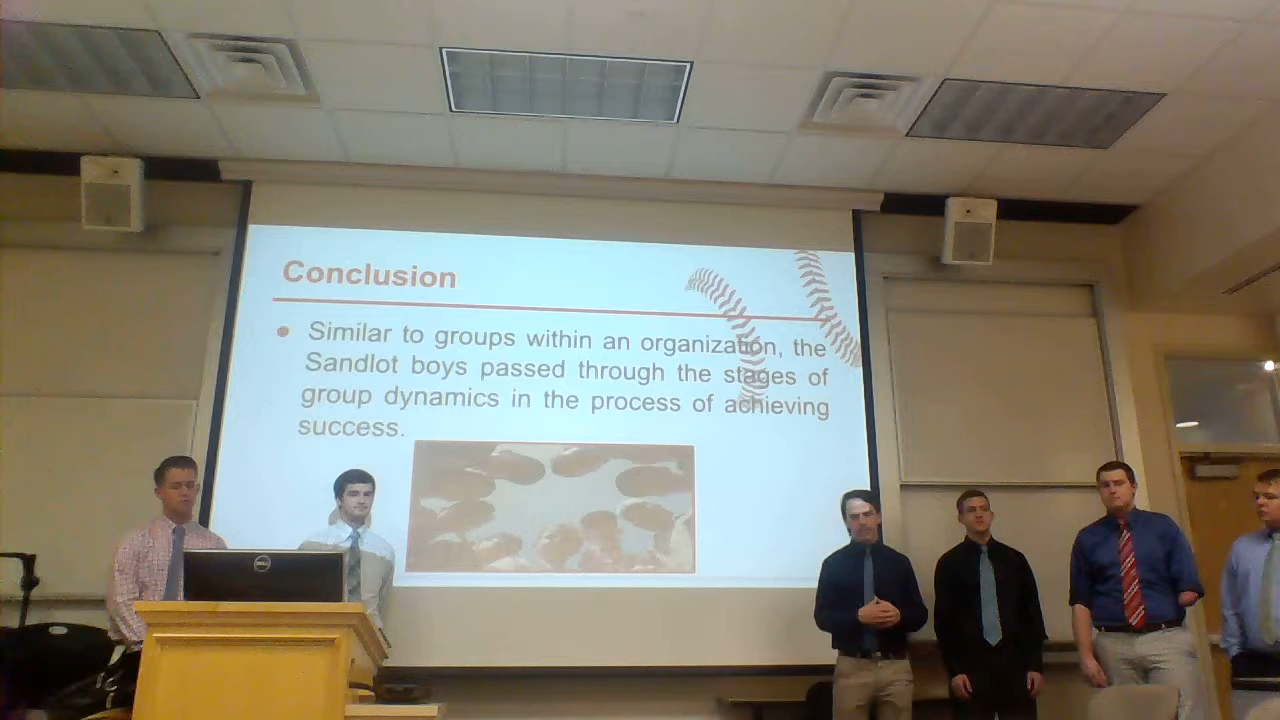 Conclusion
Similar to groups within an organization, the
Sandlot boys passed through the stages of
group dynamics in the process of achieving
success.
DELL